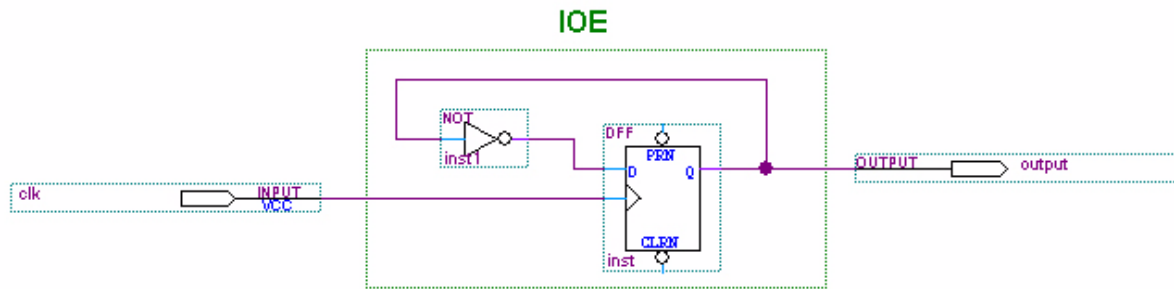 IOE
NOT
inst1
DFF
PRN
D
Q
CLRN
inst
clk
INPUT
VCC
OUTPUT
output